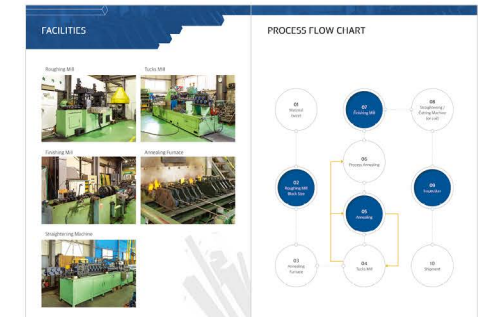 FACILITIES
Roughing Mill
Tucks Mill
Finishing Mill
Annealing Furnace
Straightening Machine
PROCESS FLOW CHART
01
Material
07
Finishing Mill
08
Straightening /
Cutting Machine
06
Process Annealing
02
Roughing Mill
Block Size
09
Inspection
05
Annealing
03
Annealing
Furnace
04
Tucks Mill
10
Shipment